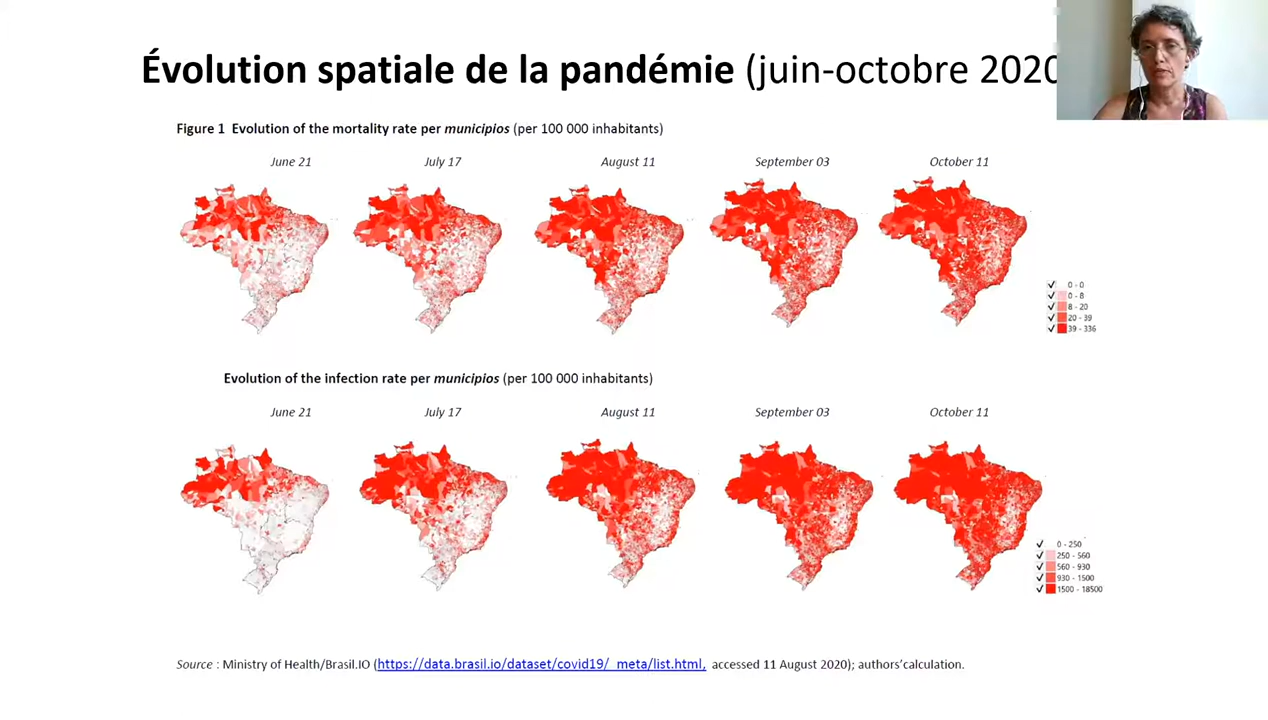 Évolution spatiale de la pandémie (juin-octobre 2020
Figure 1 Evolution of the mortality rate per municipios (per 100 000 inhabitants)
June 21 July 17 August 11 September 03 October 11
0 - 0
0 - 8
8 - 20
20 - 39
39 - 336
Evolution of the infection rate per municipios (per 100 000 inhabitants)
June 21 July 17 August 11 September 03 October 11
0 - 250
250 - 560
560 - 930
930 - 1500
1500 - 18500
Source : Ministry of Health/Brasil.IO (https://data.brasil.io/dataset/covid19/_meta/list.html, accessed 11 August 2020); authors’calculation.